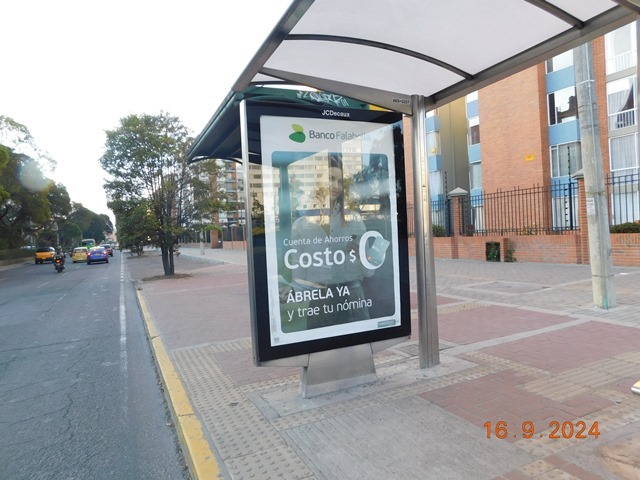 JCDecaux
Banco Falabella
Cuenta de Ahorros
Costo $0
ÁBRELA YA
y trae tu nómina
16.9.2024